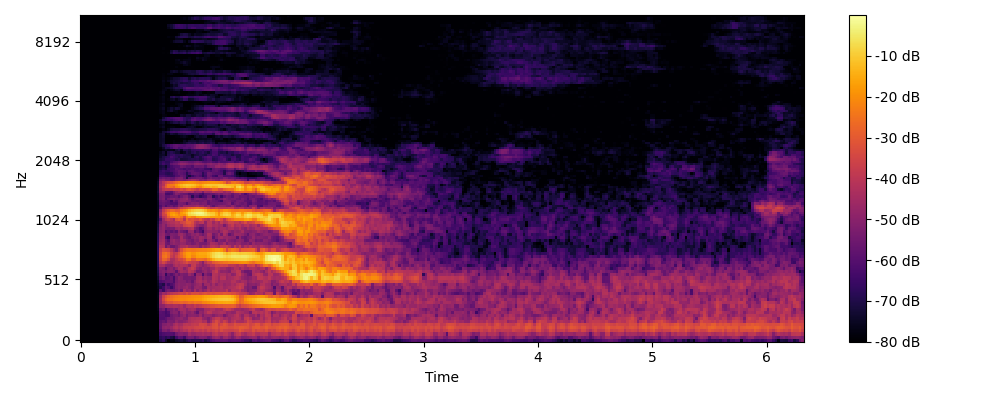 8192
4096
2048
1024
512
0
Hz
0 1 2 3 4 5 6
Time
-10 dB
-20 dB
-30 dB
-40 dB
-50 dB
-60 dB
-70 dB
-80 dB